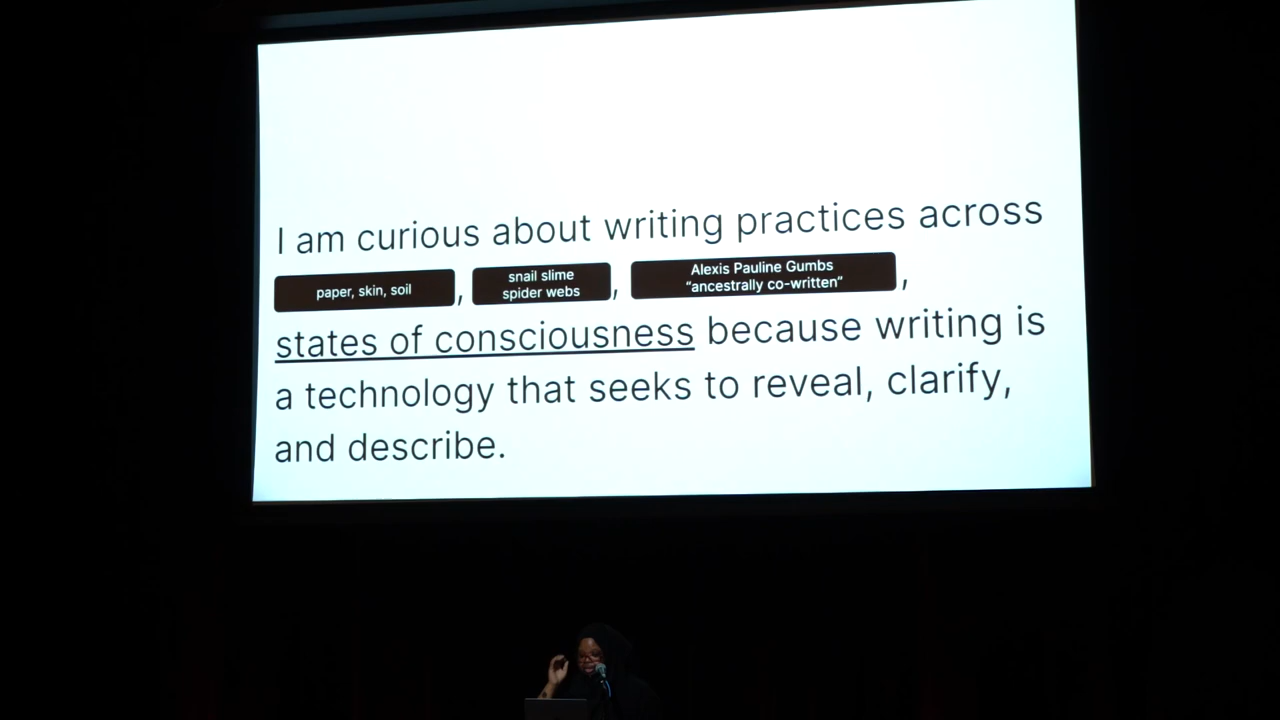 I am curious about writing practices across
paper, skin, soil , snail slime spider webs , Alexis Pauline Gumbs “ancestrally co-written” ,
states of consciousness because writing is
a technology that seeks to reveal, clarify,
and describe.